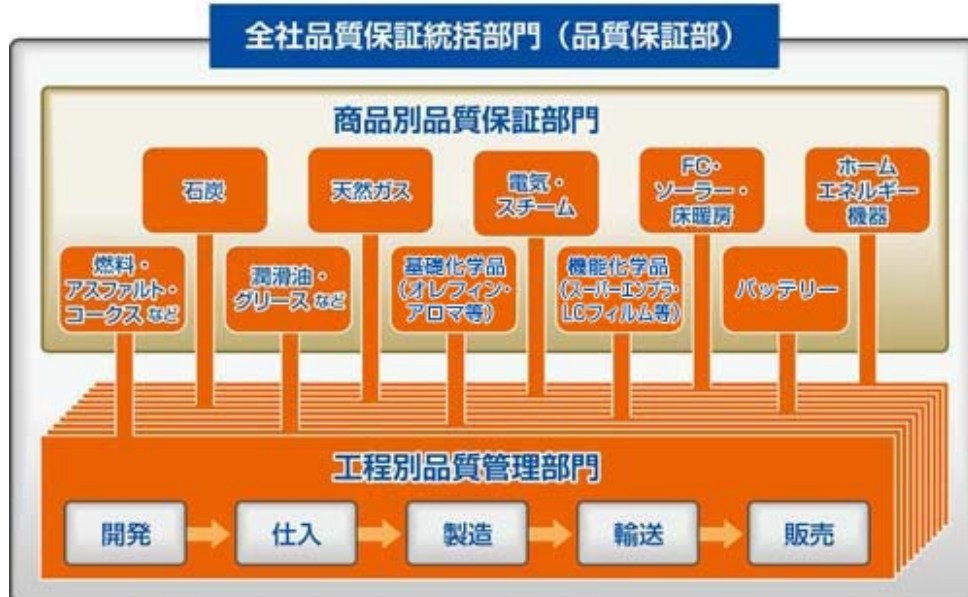 全社品質保証統括部門（品質保証部）
商品別品質保証部門
石炭
天然ガス
電気・
スチーム
FC・
ソーラー・
床暖房
ホーム
エネルギー
機器
燃料・
アスファルト・
コークス など
潤滑油・
グリース など
基礎化学品
（オレフィン・
アロマ等）
機能化学品
（スーパーエンプラ・
LCフィルム等）
バッテリー
工程別品質管理部門
開発
仕入
製造
輸送
販売